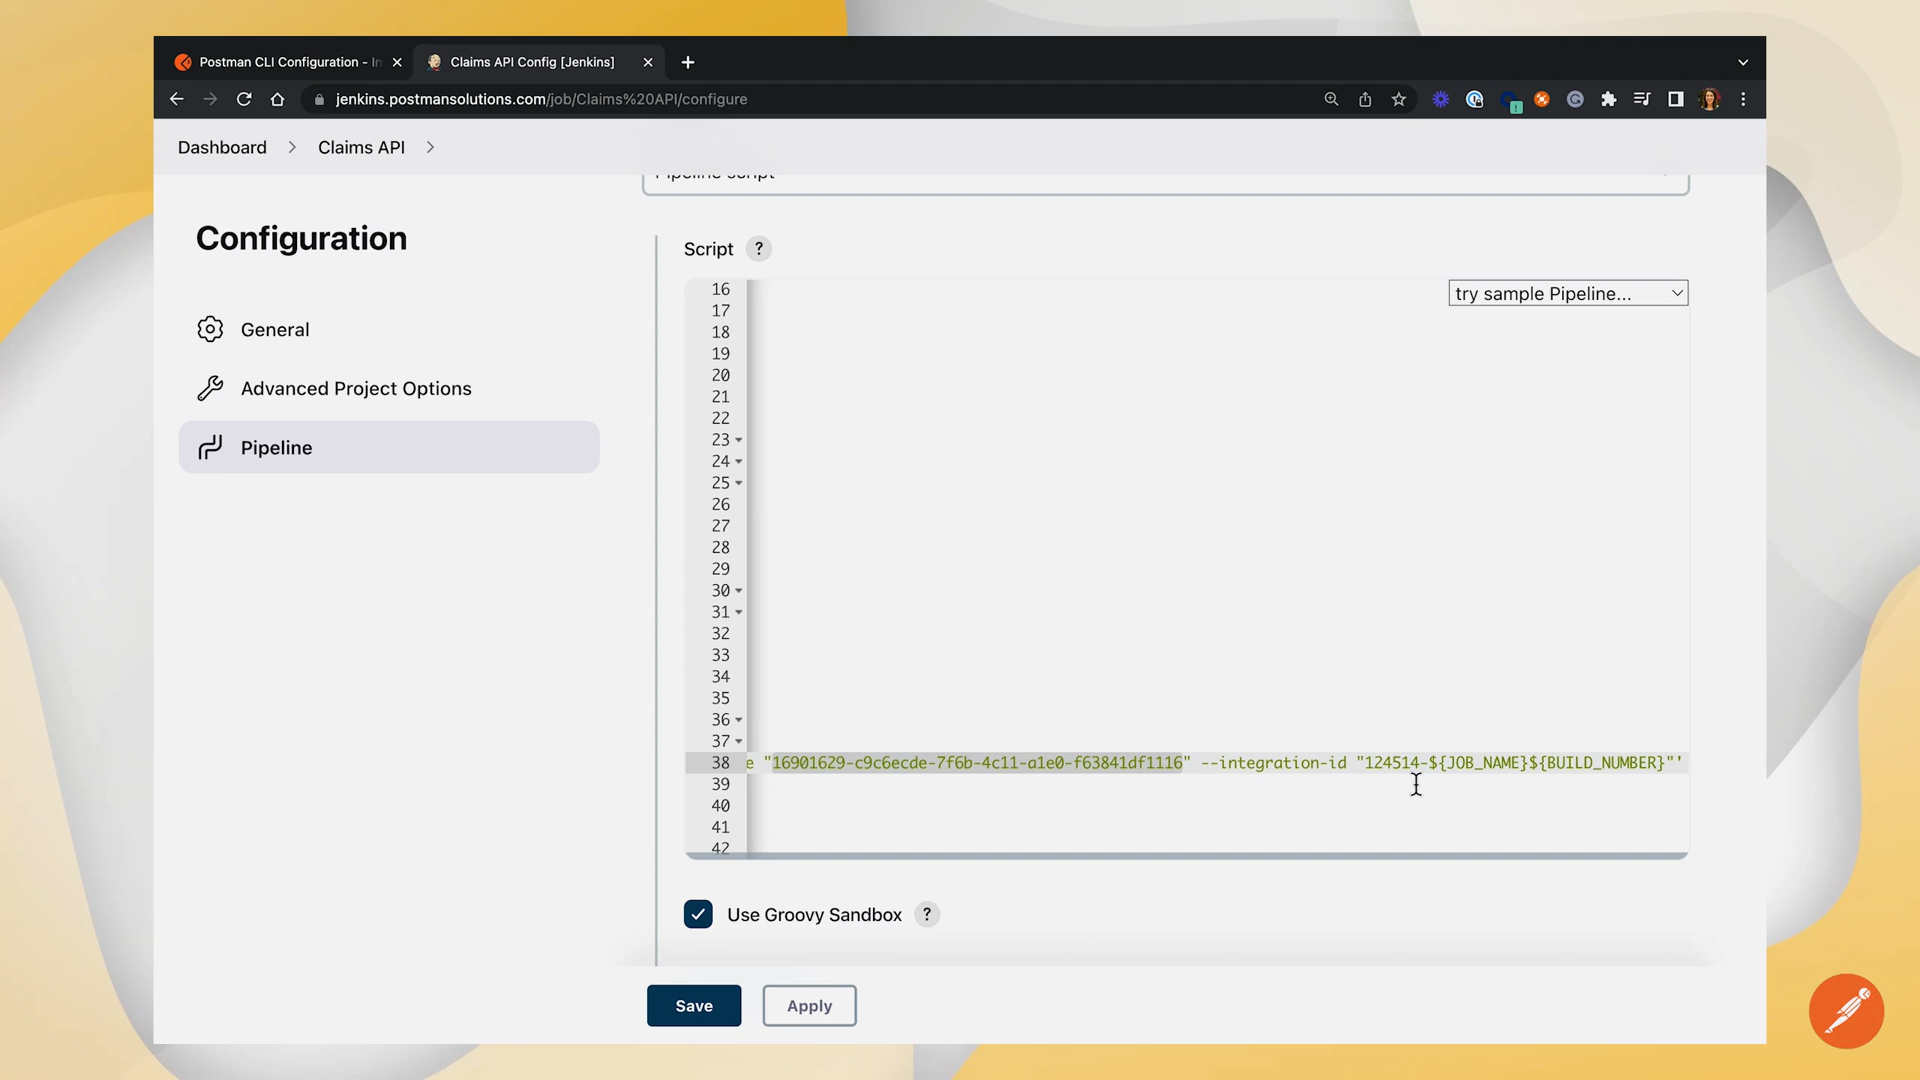 Postman CLI Configuration - In
Claims API Config [Jenkins]
jenkins.postmansolutions.com/job/Claims%20API/configure
Dashboard
Claims API
Pipeline script
Configuration
General
Advanced Project Options
Pipeline
Script ?
try sample Pipeline...
16
17
18
19
20
21
22
23
24
25
26
27
28
29
30
31
32
33
34
35
36
37
38 e "16901629-c9c6ecde-7f6b-4c11-a1e0-f63841df1116" --integration-id "124514-${JOB_NAME}${BUILD_NUMBER}"'
39
40
41
42
Use Groovy Sandbox ?
Save
Apply